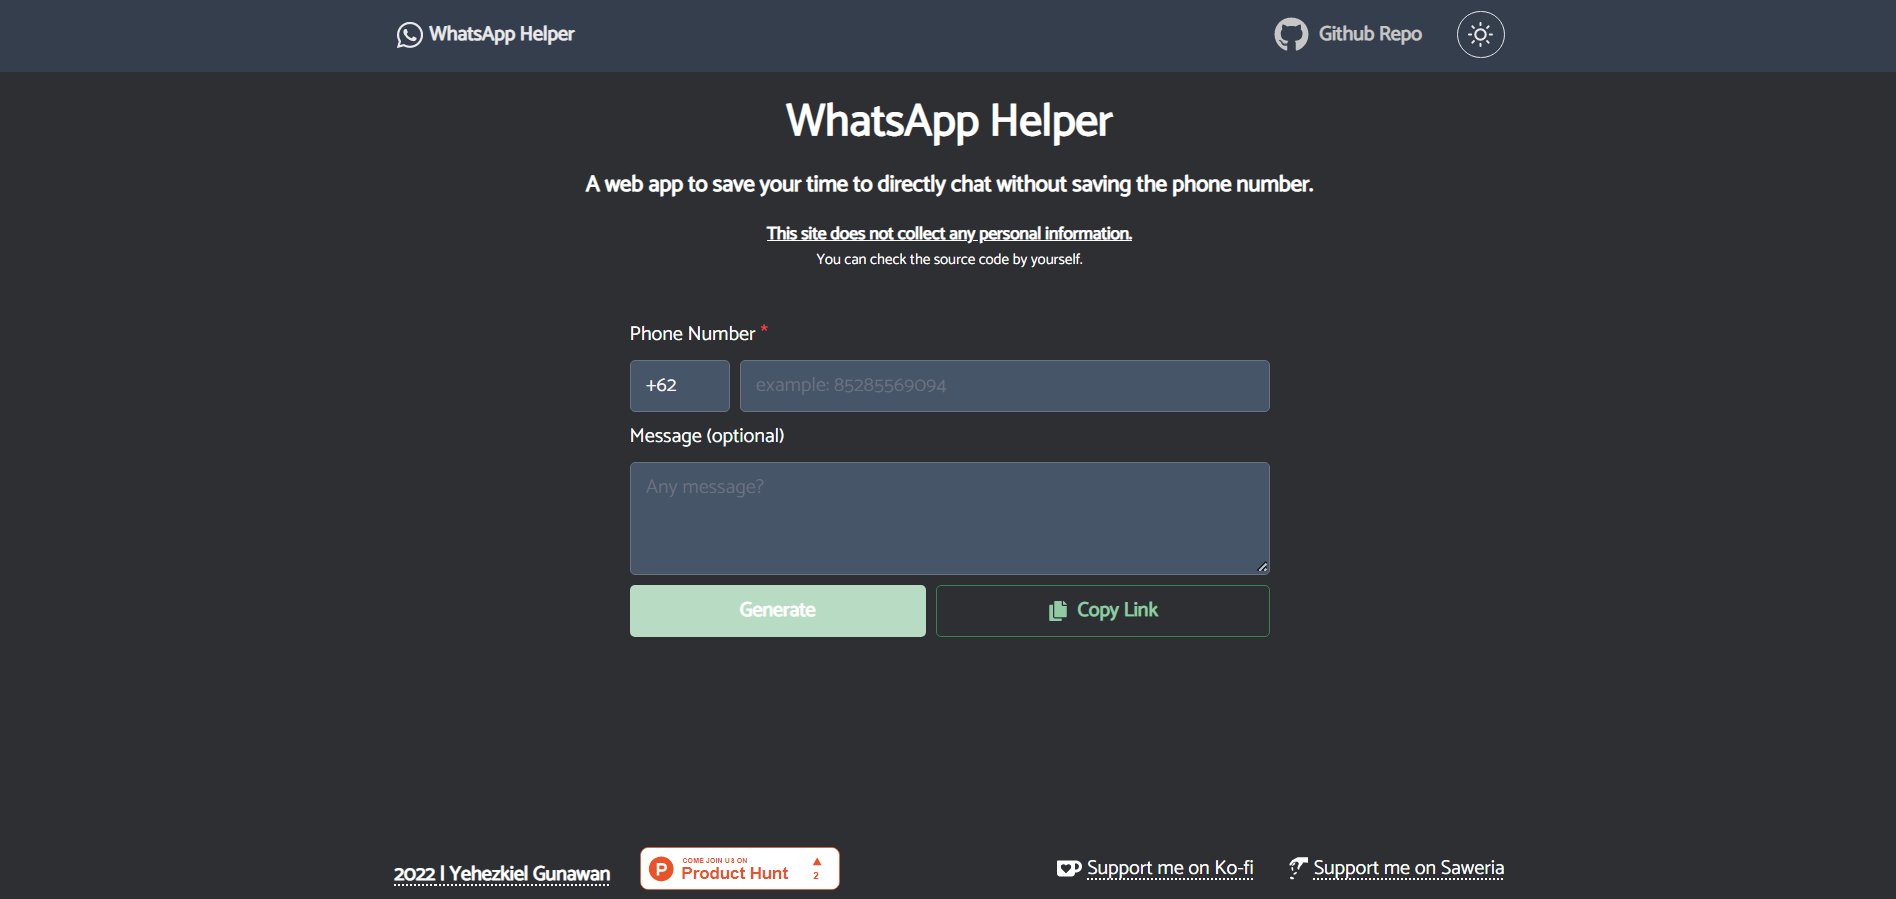 WhatsApp Helper
Github Repo
WhatsApp Helper
A web app to save your time to directly chat without saving the phone number.
This site does not collect any personal information.
You can check the source code by yourself.
Phone Number *
+62
example: 85285569094
Message (optional)
Any message?
Generate
Copy Link
2022 | Yehezkiel Gunawan
P
COME JOIN US ON
Product Hunt
▲
2
Support me on Ko-fi
Support me on Saweria